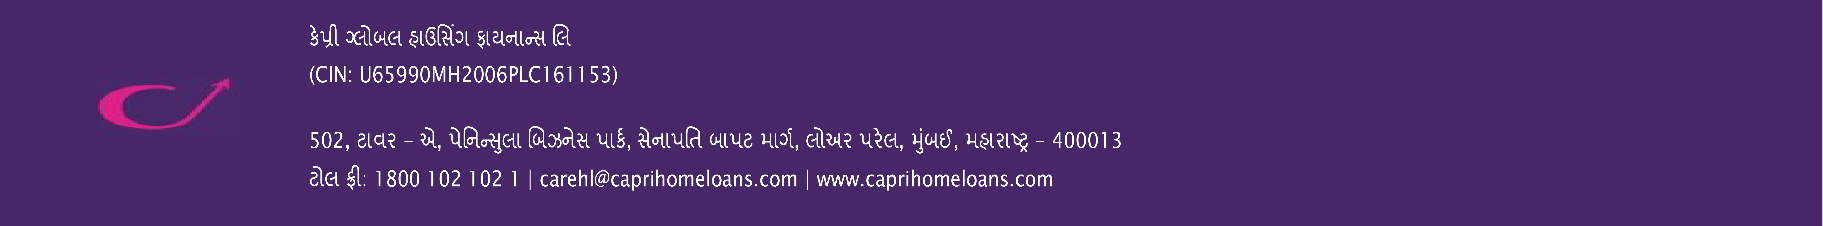 કેપ્રી ગ્લોબલ હાઉસિંગ ફાયનાન્સ લિ
(CIN: U65990MH2006PLC161153)
502, ટાવર – એ, પેનિન્સુલા બિઝનેસ પાર્ક, સેનાપતિ બાપટ માર્ગ, લોઅર પરેલ, મુંબઈ, મહારાષ્ટ્ર – 400013
ટોલ ફ્રી: 1800 102 102 1 | carehl@caprihomeloans.com | www.caprihomeloans.com